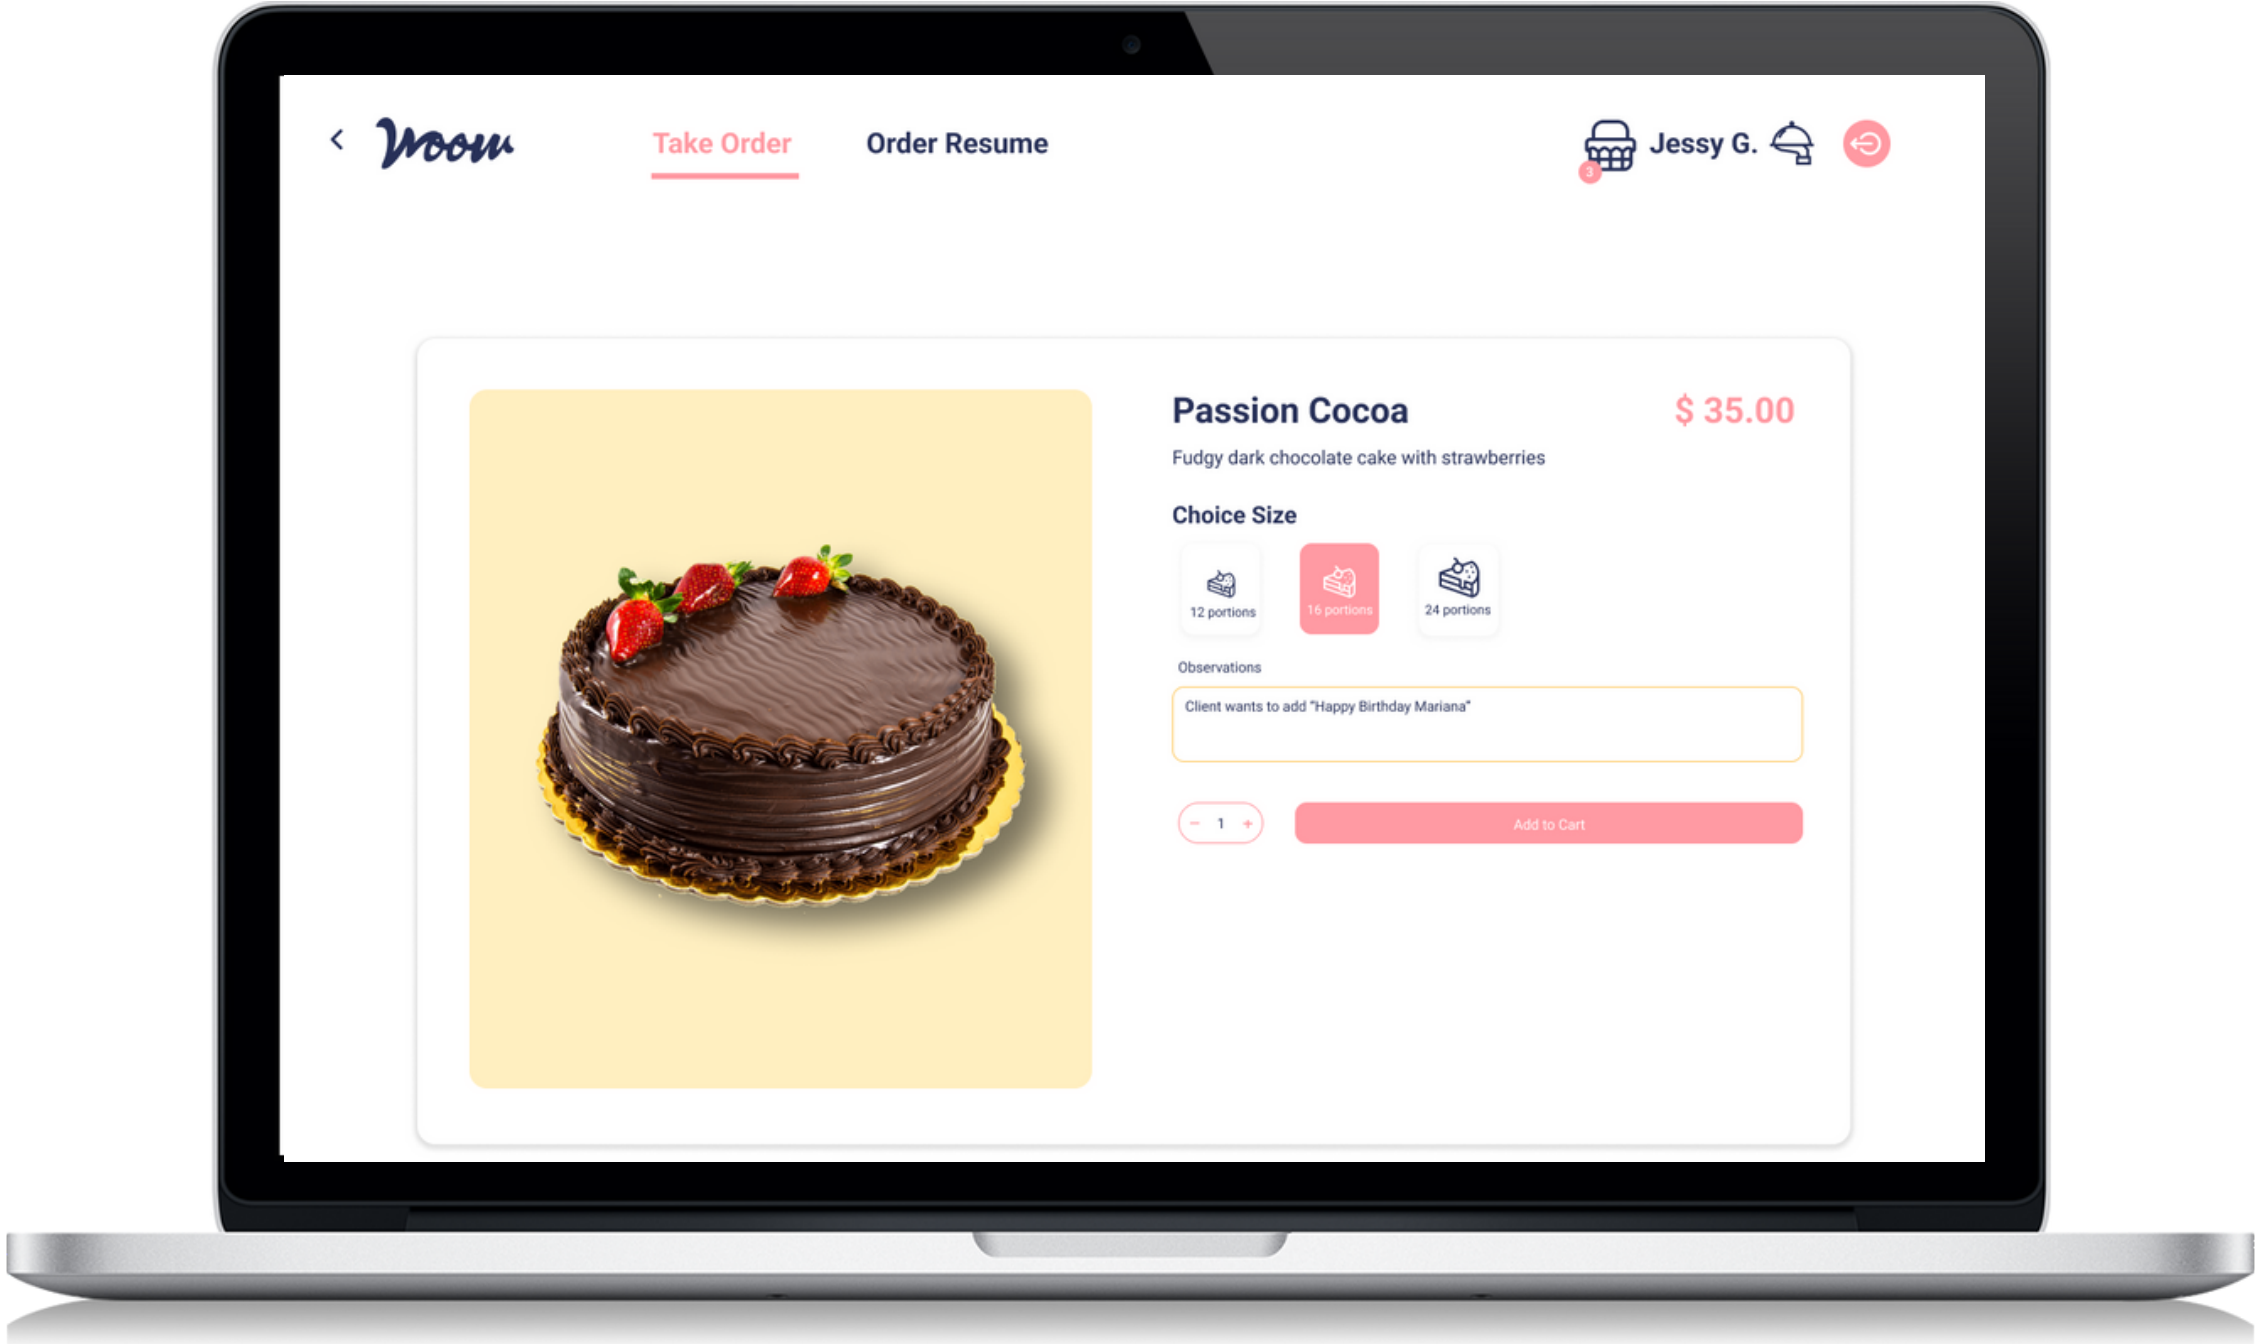 Woow
Take Order
Order Resume
3
Jessy G.
Passion Cocoa
$ 35.00
Fudgy dark chocolate cake with strawberries
Choice Size
12 portions
16 portions
24 portions
Observations
Client wants to add “Happy Birthday Mariana”
- 1 +
Add to Cart